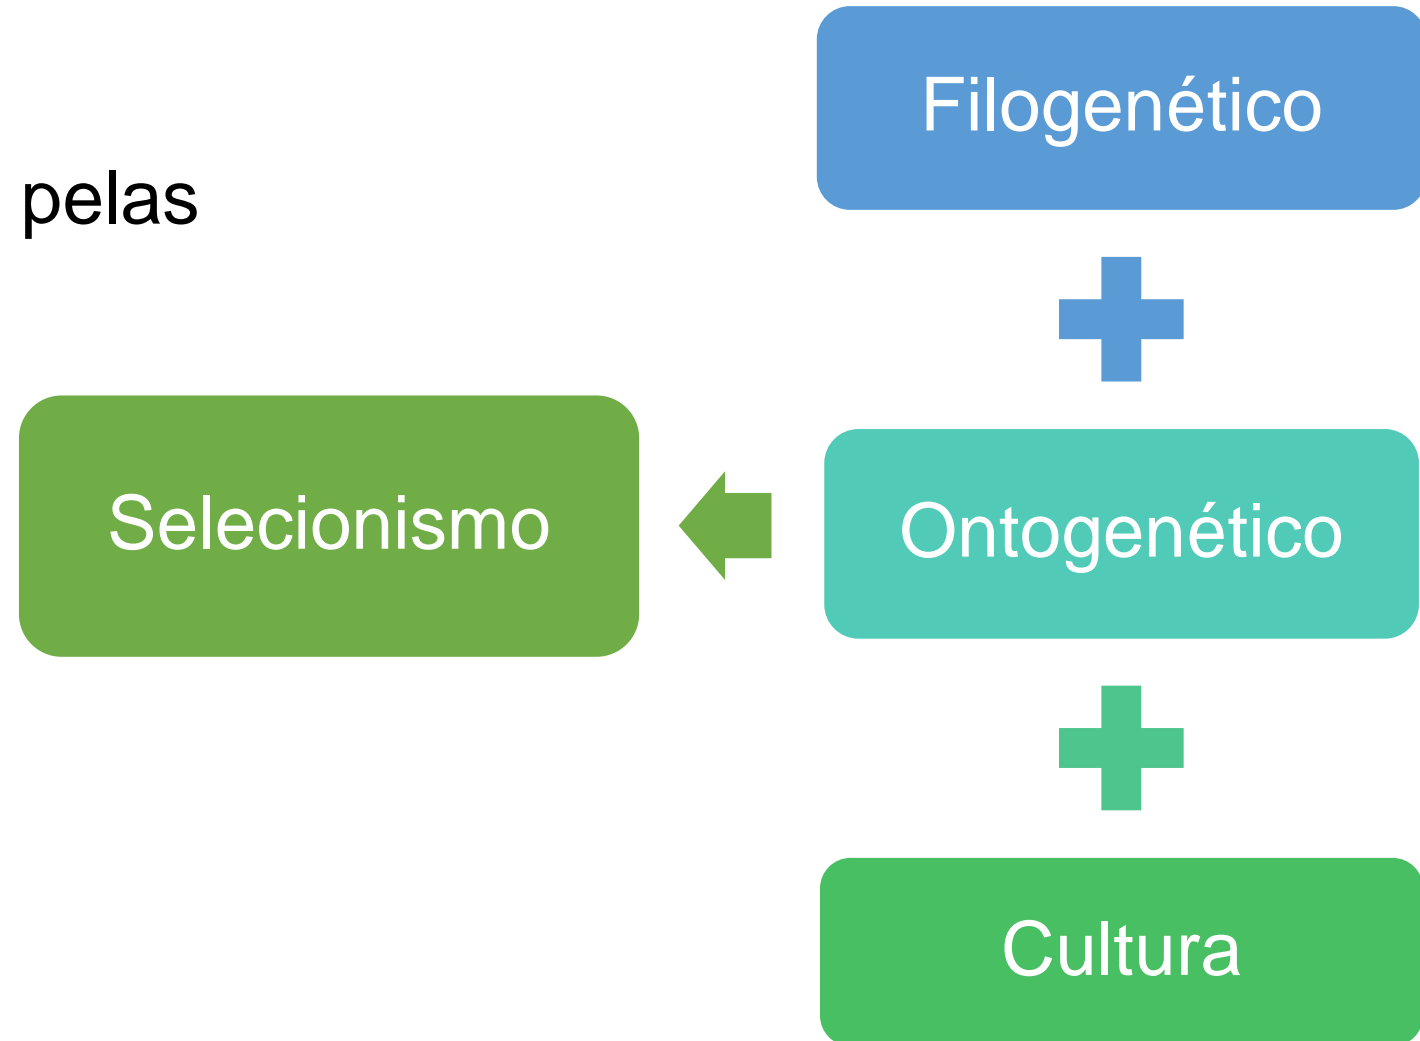 Filogenético
pelas
Selecionismo
Ontogenético
Cultura